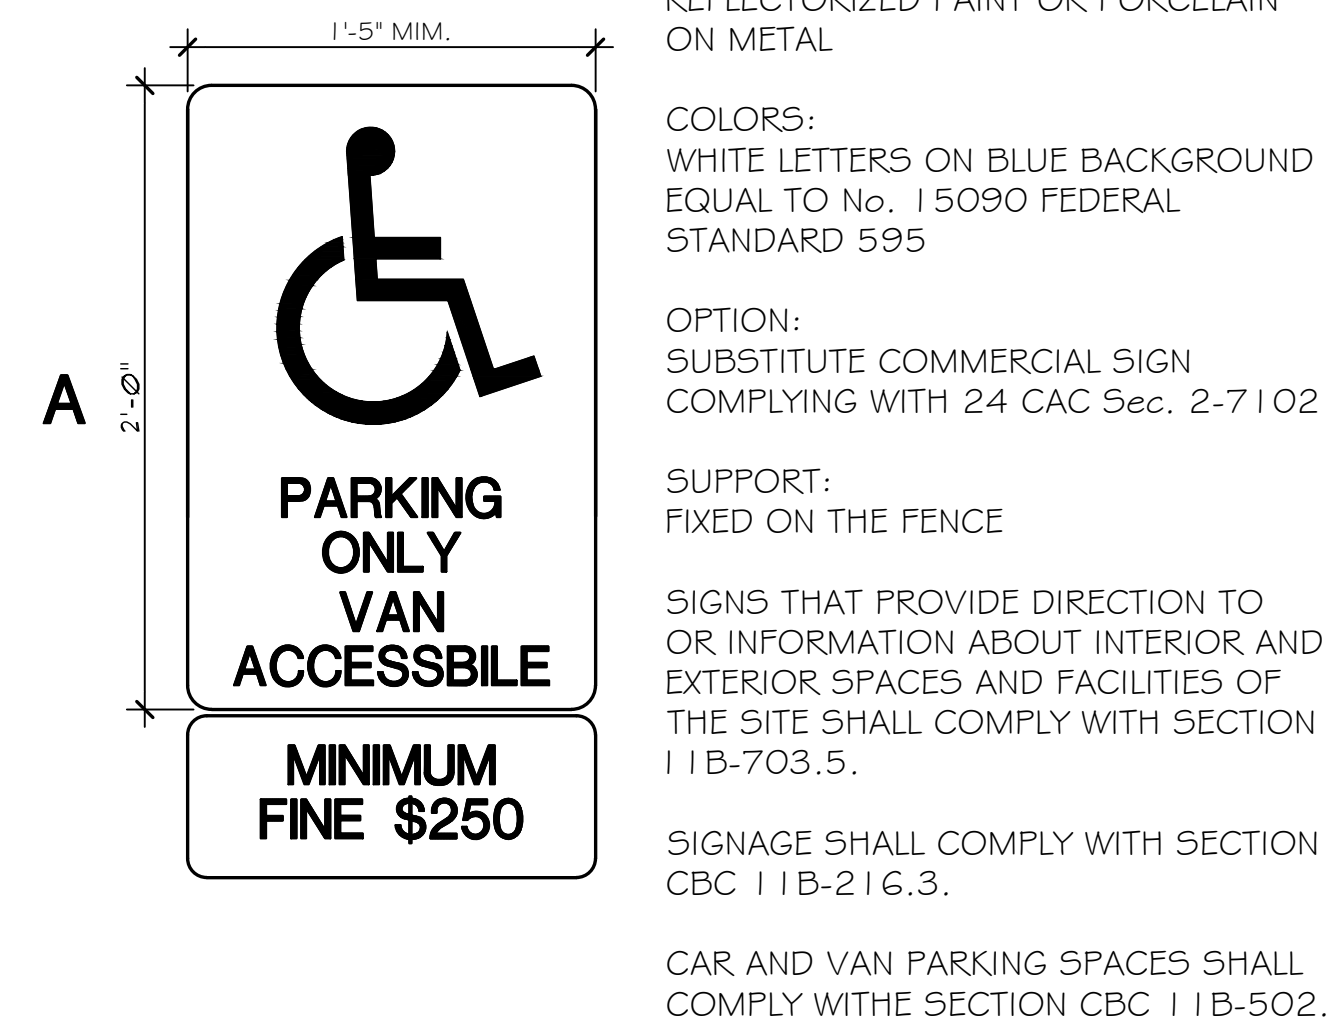 1'-5" MIM.
A
2'-0"
PARKING
ONLY
VAN
ACCESSBILE
MINIMUM
FINE $250
REFLECTORIZED PAINT OR PORCELAIN
ON METAL
COLORS:
WHITE LETTERS ON BLUE BACKGROUND
EQUAL TO No. 15090 FEDERAL
STANDARD 595
OPTION:
SUBSTITUTE COMMERCIAL SIGN
COMPLYING WITH 24 CAC Sec. 2-7102
SUPPORT:
FIXED ON THE FENCE
SIGNS THAT PROVIDE DIRECTION TO
OR INFORMATION ABOUT INTERIOR AND
EXTERIOR SPACES AND FACILITIES OF
THE SITE SHALL COMPLY WITH SECTION
11B-703.5.
SIGNAGE SHALL COMPLY WITH SECTION
CBC 11B-216.3.
CAR AND VAN PARKING SPACES SHALL
COMPLY WITHE SECTION CBC 11B-502.